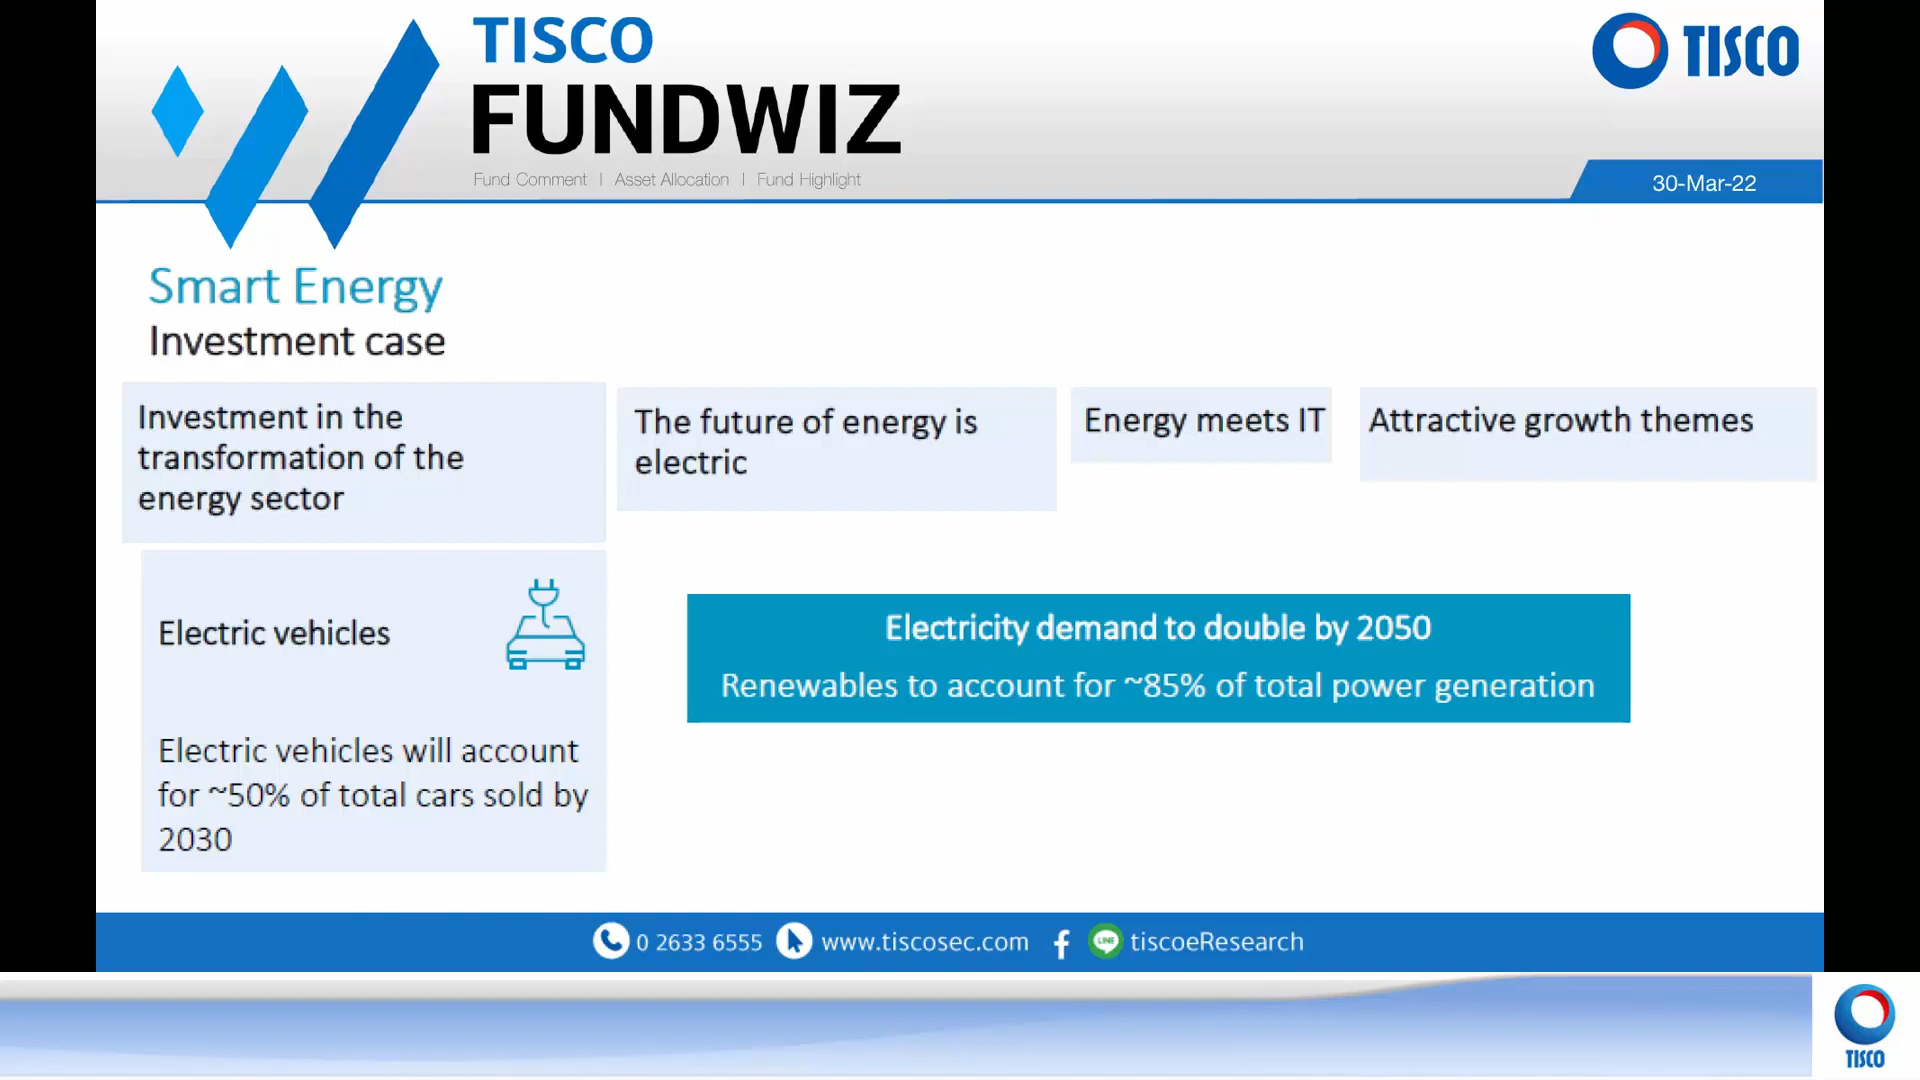 TISCO
FUNDWIZ
Fund Comment | Asset Allocation | Fund Highlight
TISCO
30-Mar-22
Smart Energy
Investment case
Investment in the
transformation of the
energy sector
The future of energy is
electric
Energy meets IT
Attractive growth themes
Electric vehicles
Electric vehicles will account
for ~50% of total cars sold by
2030
Electricity demand to double by 2050
Renewables to account for ~85% of total power generation
0 2633 6555
www.tiscosec.com
LINE
tiscoeResearch
TISCO